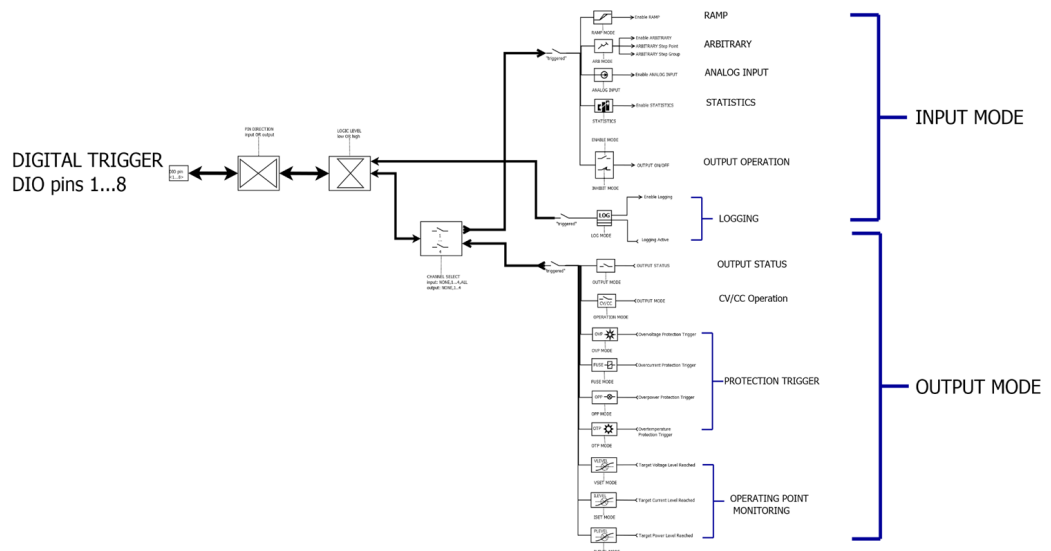 DIGITAL TRIGGER
DIO pins 1...8
DIO pin
<1...8>
PIN DIRECTION
input OR output
LOGIC LEVEL
low OR high
CHANNEL SELECT
output: NONE,1...4
"triggered"
RAMP MODE
Enable RAMP
RAMP
ARB MODE
Enable ARBITRARY
ARBITRARY Step Point
ARBITRARY Step Group
ARBITRARY
ANALOG INPUT
Enable ANALOG INPUT
ANALOG INPUT
STATISTICS
Enable STATISTICS
STATISTICS
INPUT MODE
ENABLE MODE
INHIBIT MODE
OUTPUT ON/OFF
OUTPUT OPERATION
"triggered"
LOG
LOG MODE
Enable Logging
Logging Active
LOGGING
"triggered"
OUTPUT MODE
OUTPUT STATUS
OUTPUT STATUS
CV/CC
OPERATION MODE
OUTPUT MODE
CV/CC Operation
OVP
OVP MODE
Overvoltage Protection Trigger
FUSE
FUSE MODE
Overcurrent Protection Trigger
OPP
OPP MODE
Overpower Protection Trigger
OTP
OTP MODE
Overtemperature
Protection Trigger
PROTECTION TRIGGER
OUTPUT MODE
VLEVEL
VSET MODE
Target Voltage Level Reached
ILEVEL
ISET MODE
Target Current Level Reached
PLEVEL
Target Power Level Reached
OPERATING POINT
MONITORING